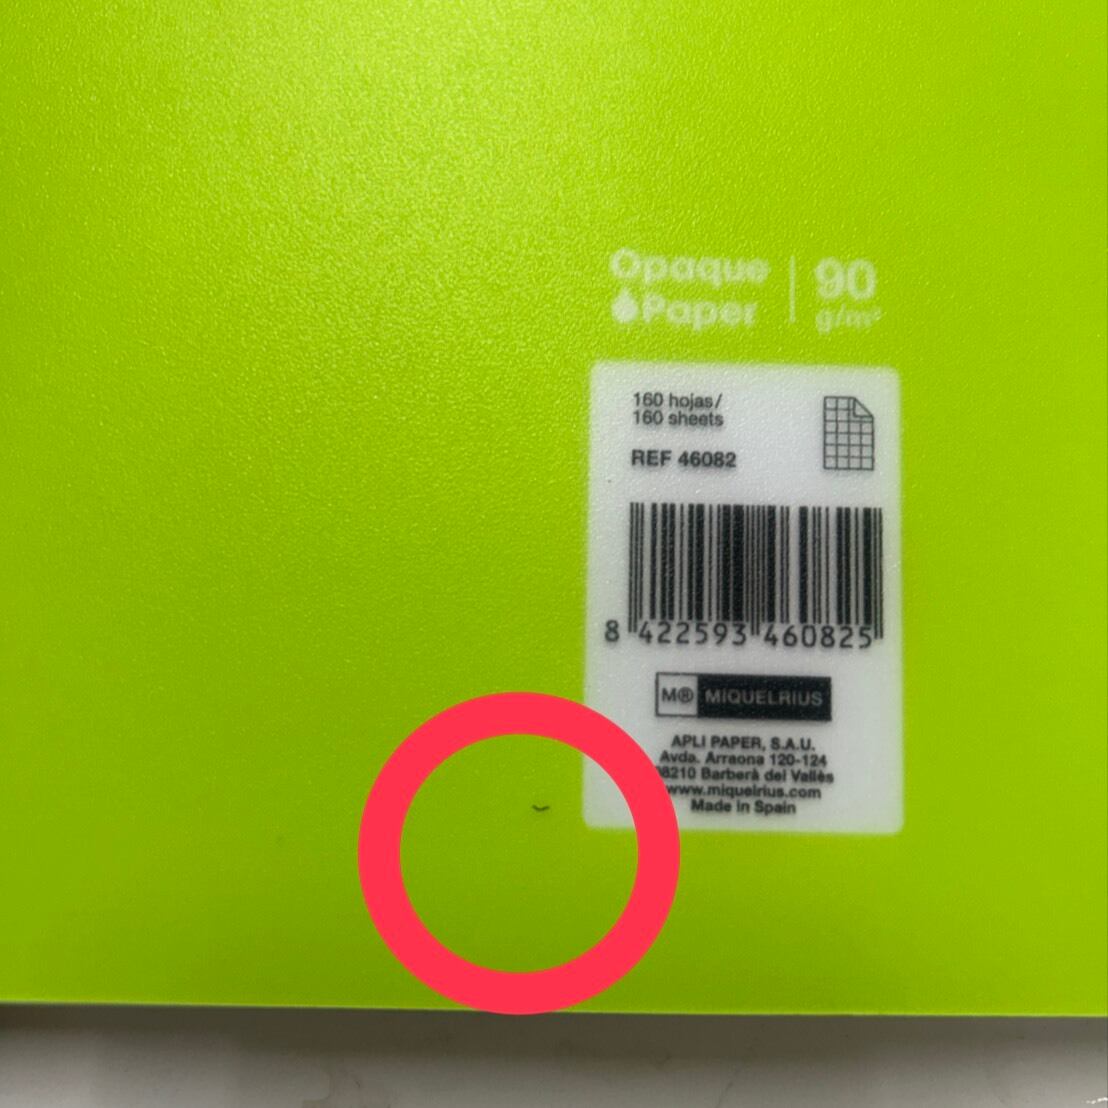 Opaque
Paper
90
g/m²
160 hojas/
160 sheets
REF 46082
8 422593 460825
M® MIQUELRIUS
APLI PAPER, S.A.U.
Avda. Arraona 120-124
08210 Barberà del Vallès
www.miquelrius.com
Made in Spain